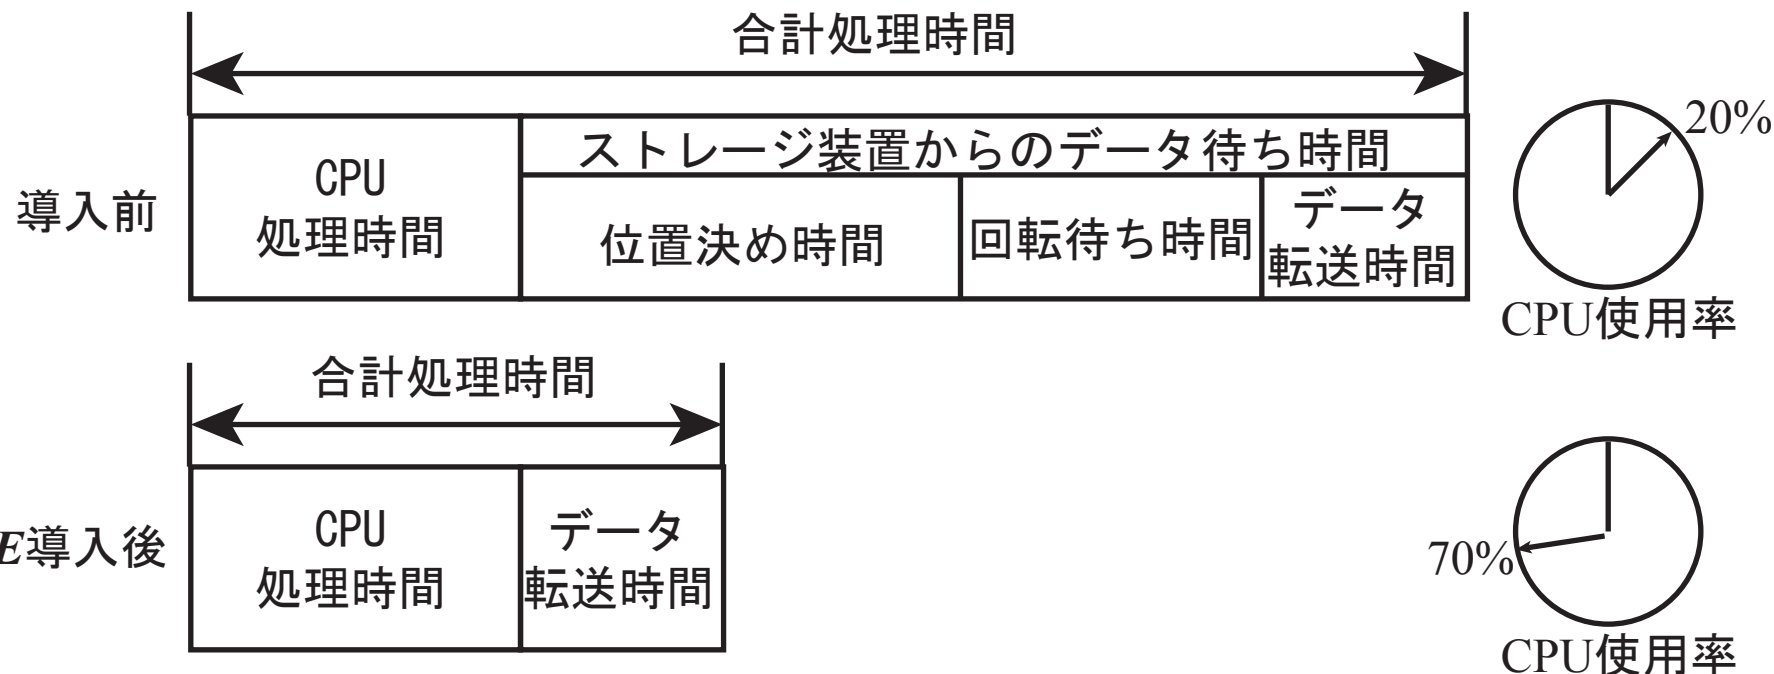 合計処理時間
導入前
CPU
処理時間
ストレージ装置からのデータ待ち時間
位置決め時間
回転待ち時間
データ
転送時間
20%
CPU使用率
合計処理時間
E導入後
CPU
処理時間
データ
転送時間
70%
CPU使用率